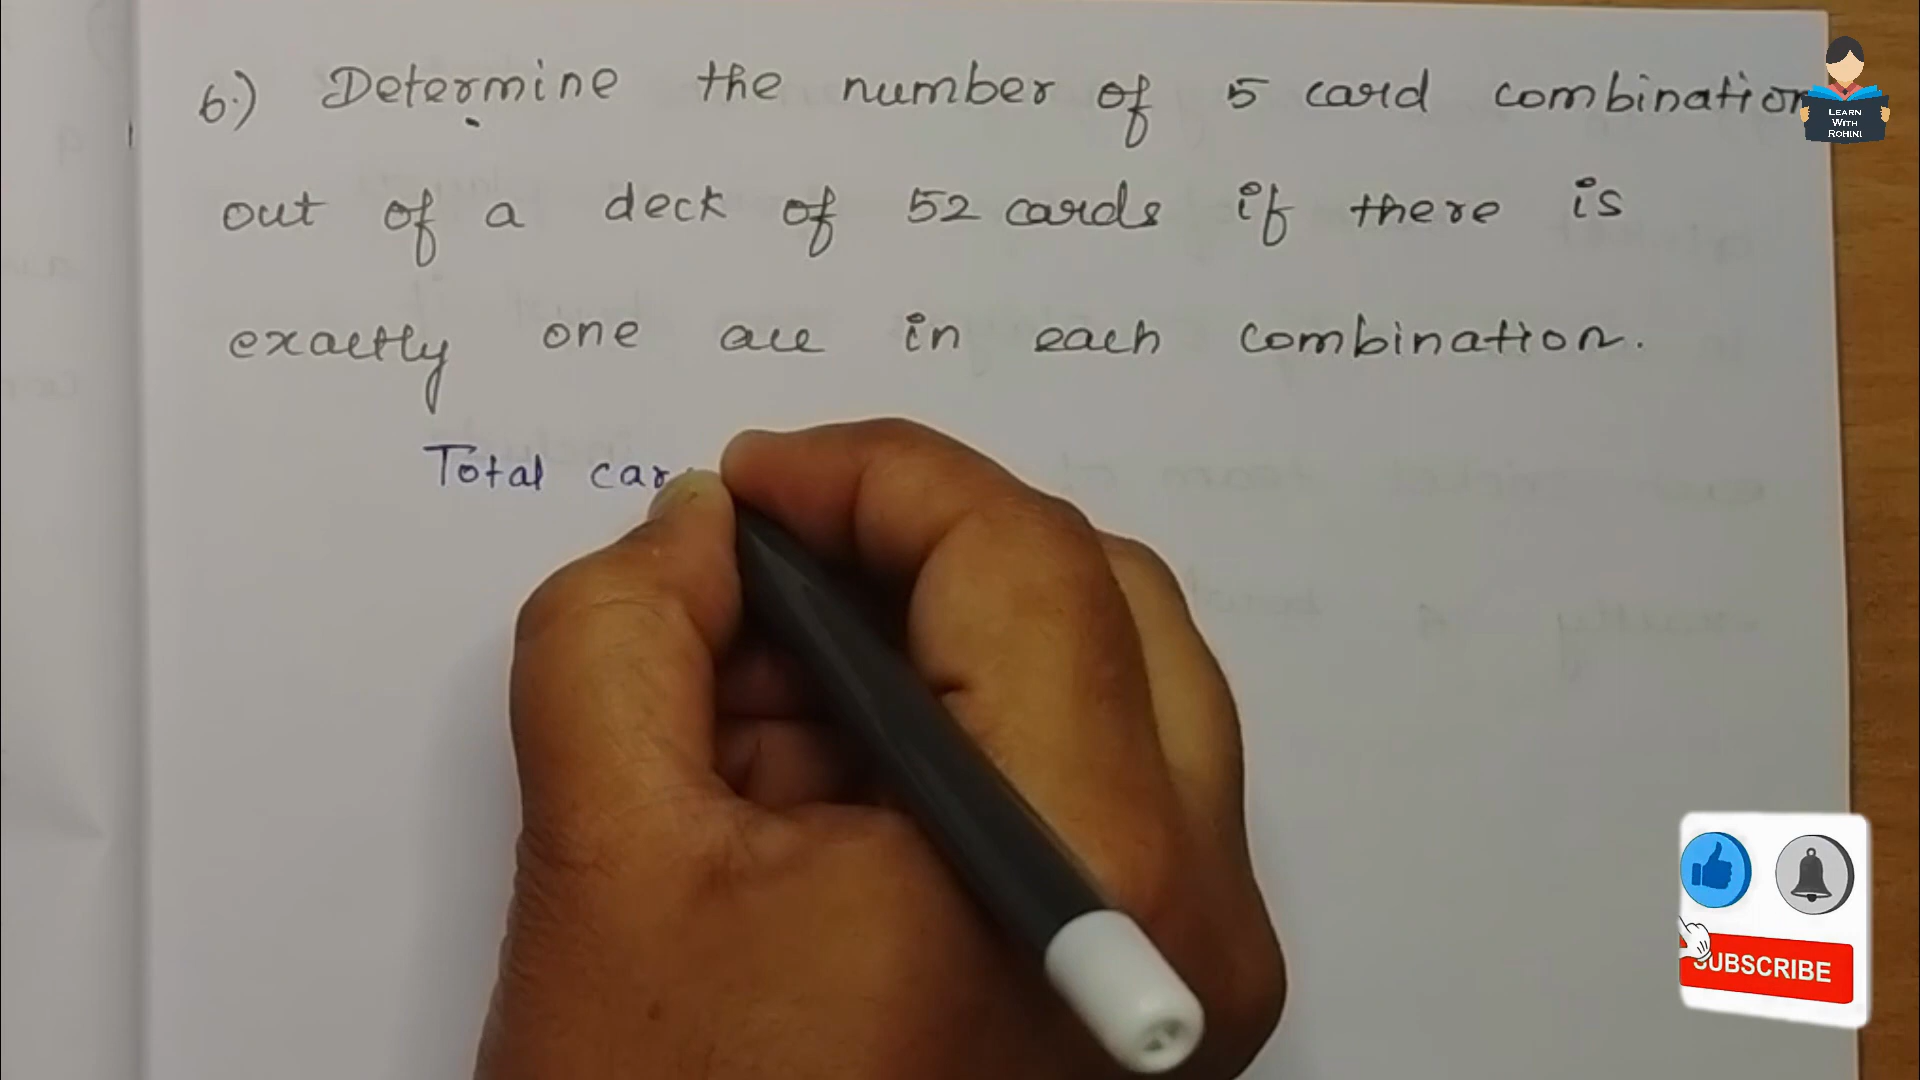 6.) Determine the number of 5 card combination
out of a deck of 52 cards if there is
exactly one ace in each combination.
Total car
LEARN
WITH
ROHINI
SUBSCRIBE